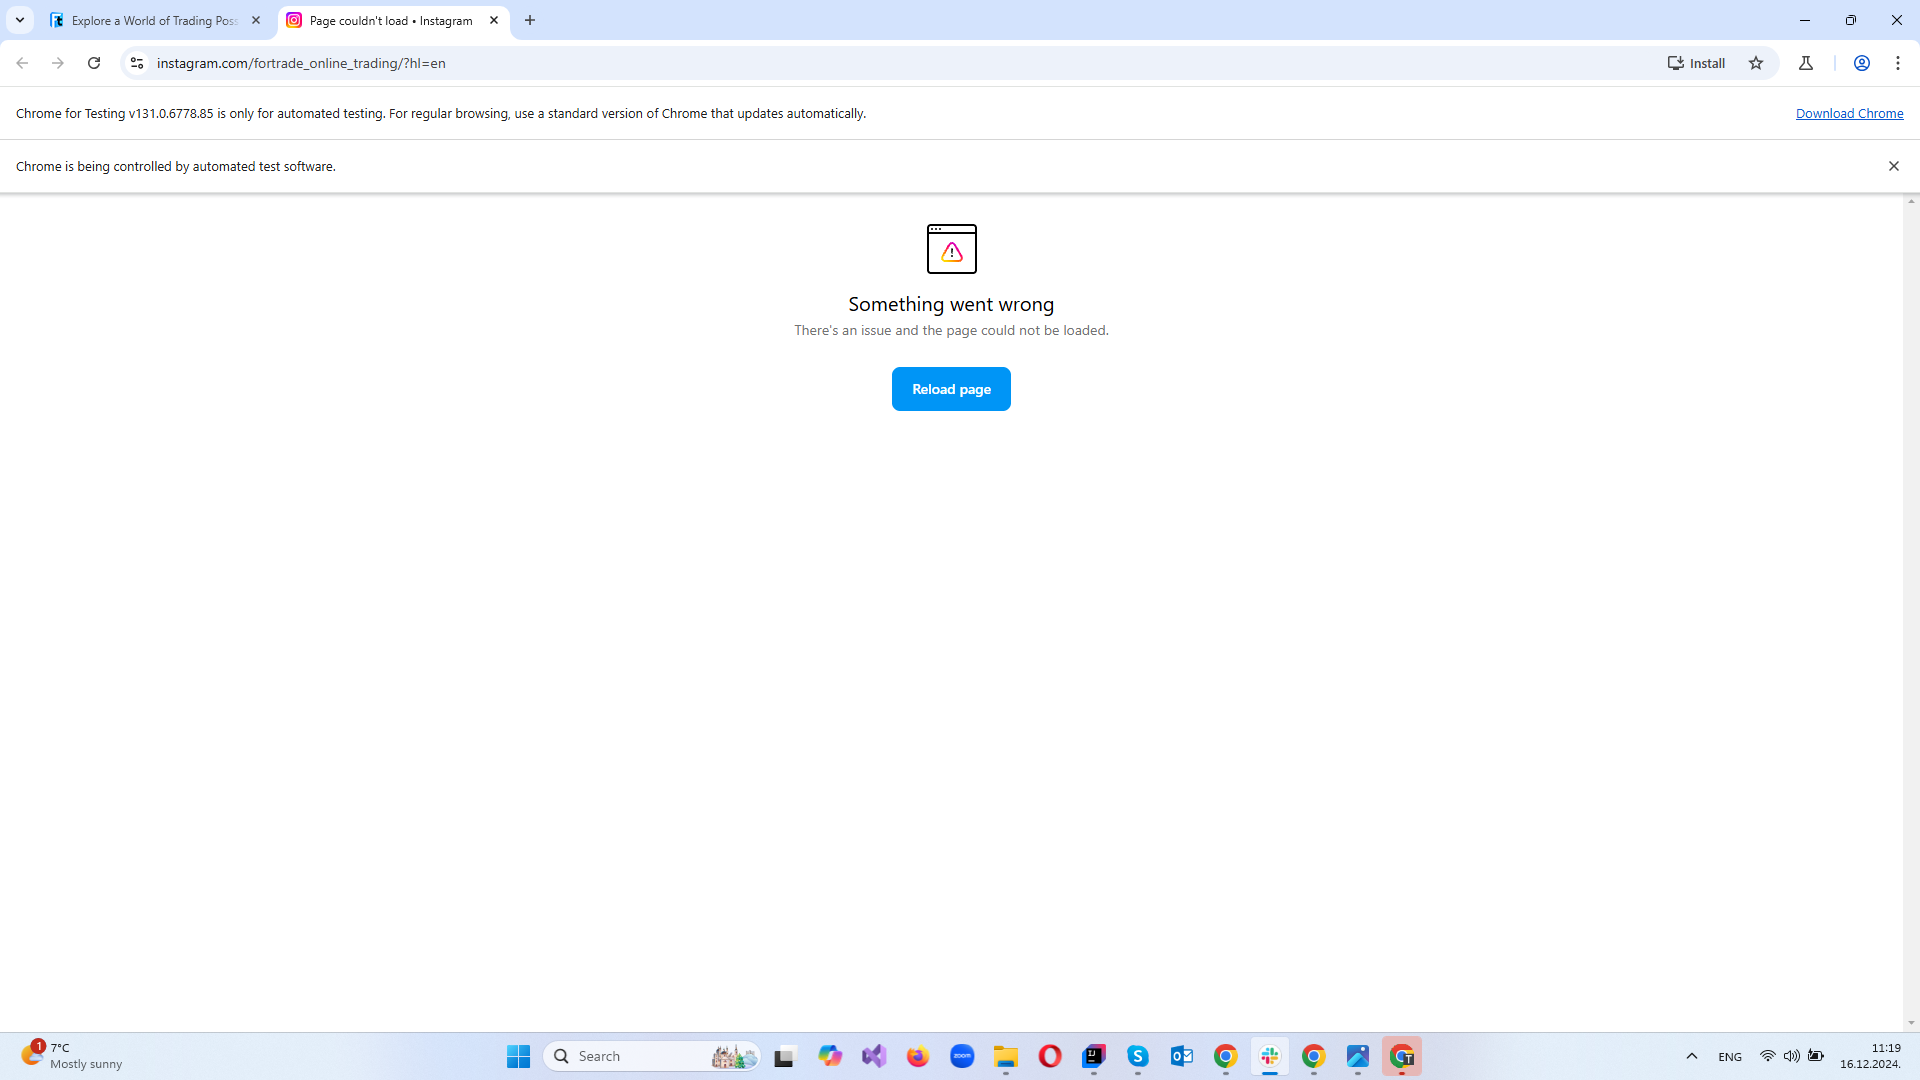 Explore a World of Trading Poss
Page couldn't load • Instagram
instagram.com/fortrade_online_trading/?hl=en
Install
Chrome for Testing v131.0.6778.85 is only for automated testing. For regular browsing, use a standard version of Chrome that updates automatically.
Download Chrome
Chrome is being controlled by automated test software.
Something went wrong
There's an issue and the page could not be loaded.
Reload page
1
7°C
Mostly sunny
Search
zoom
T
ENG
11:19
16.12.2024.